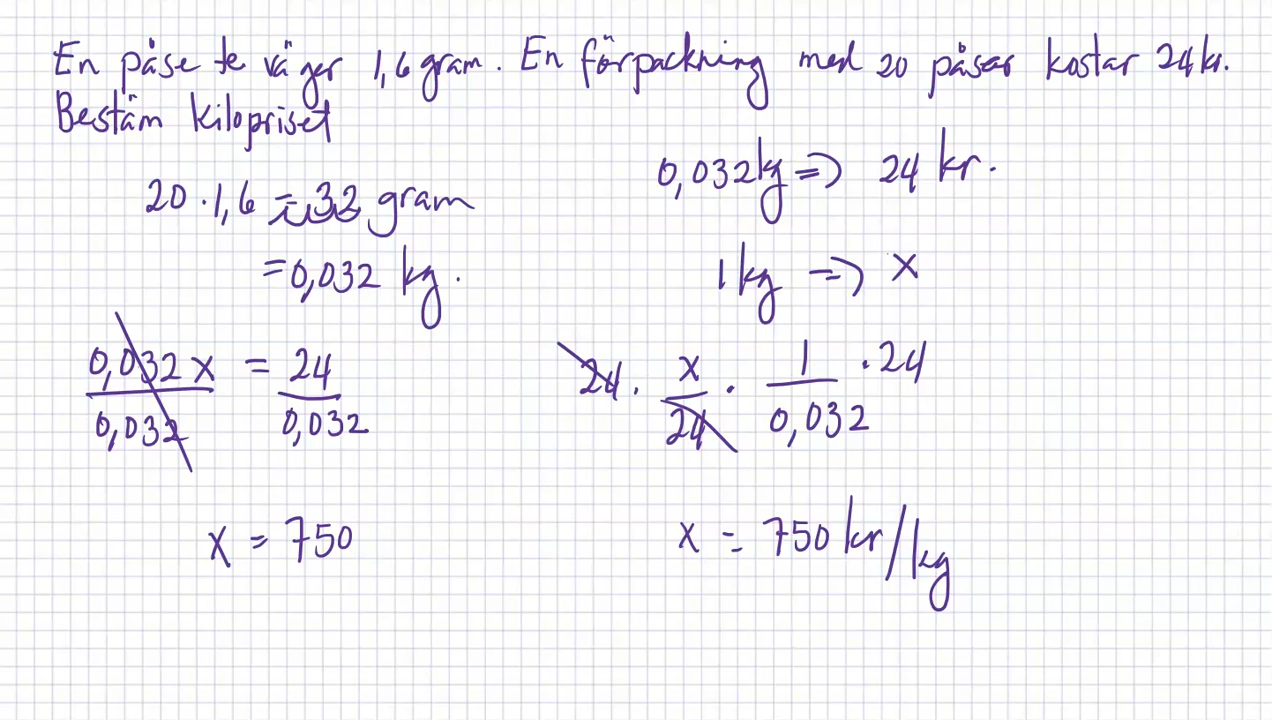 En påse te väger 1,6 gram. En förpackning med 20 påsar kostar 24 kr.
Bestäm kilopriset
20 · 1,6 = 32 gram
= 0,032 kg.
0,032 kg => 24 kr.
1 kg => x
0,032 x = 24
0,032 0,032
x = 750
24 · x/24 · 1/0,032 · 24
x = 750 kr/kg